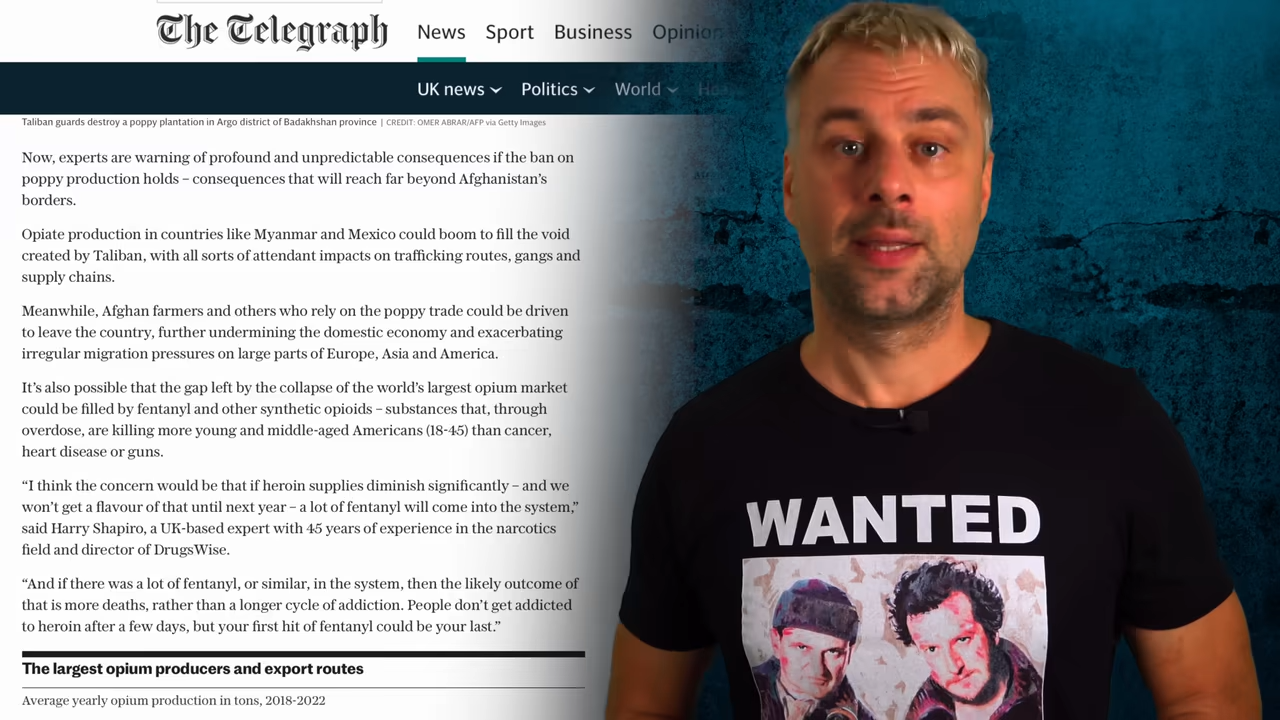 The Telegraph
News Sport Business Opinion
UK news Politics World
Taliban guards destroy a poppy plantation in Argo district of Badakhshan province | CREDIT: OMER ABRAR/AFP via Getty Images
Now, experts are warning of profound and unpredictable consequences if the ban on
poppy production holds – consequences that will reach far beyond Afghanistan’s
borders.
Opiate production in countries like Myanmar and Mexico could boom to fill the void
created by Taliban, with all sorts of attendant impacts on trafficking routes, gangs and
supply chains.
Meanwhile, Afghan farmers and others who rely on the poppy trade could be driven
to leave the country, further undermining the domestic economy and exacerbating
irregular migration pressures on large parts of Europe, Asia and America.
It’s also possible that the gap left by the collapse of the world’s largest opium market
could be filled by fentanyl and other synthetic opioids – substances that, through
overdose, are killing more young and middle-aged Americans (18-45) than cancer,
heart disease or guns.
“I think the concern would be that if heroin supplies diminish significantly – and we
won’t get a flavour of that until next year – a lot of fentanyl will come into the system,”
said Harry Shapiro, a UK-based expert with 45 years of experience in the narcotics
field and director of DrugsWise.
“And if there was a lot of fentanyl, or similar, in the system, then the likely outcome of
that is more deaths, rather than a longer cycle of addiction. People don’t get addicted
to heroin after a few days, but your first hit of fentanyl could be your last.”
The largest opium producers and export routes
Average yearly opium production in tons, 2018-2022
WANTED